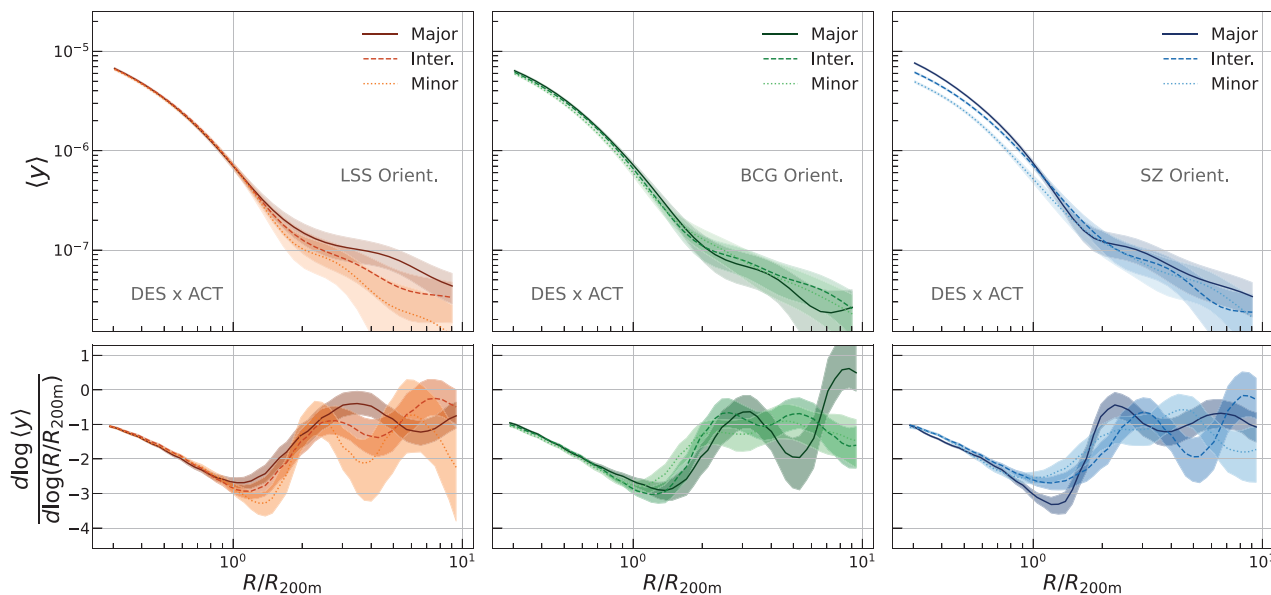 Major
Inter.
Minor
LSS Orient.
DES x ACT
Major
Inter.
Minor
BCG Orient.
DES x ACT
Major
Inter.
Minor
SZ Orient.
DES x ACT
⟨y⟩
10⁻⁵
10⁻⁶
10⁻⁷
d log ⟨y⟩
d log(R/R₂₀₀ₘ)
1
0
−1
−2
−3
−4
10⁰
10¹
10⁰
10¹
10⁰
R/R₂₀₀ₘ
R/R₂₀₀ₘ
R/R₂₀₀ₘ